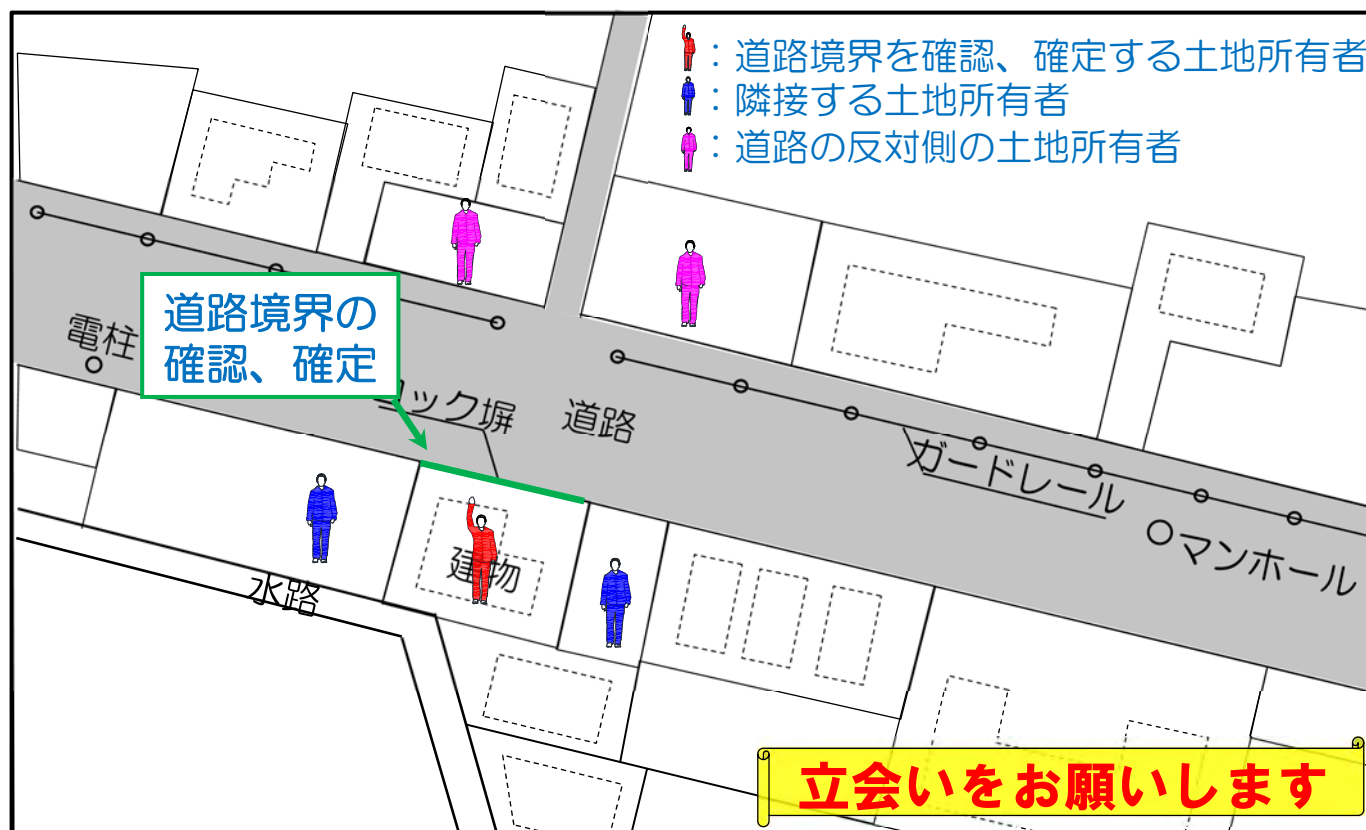 ：道路境界を確認、確定する土地所有者
：隣接する土地所有者
：道路の反対側の土地所有者
道路境界の
確認、確定
電柱
ック塀
道路
ガードレール
マンホール
建物
水路
立会いをお願いします